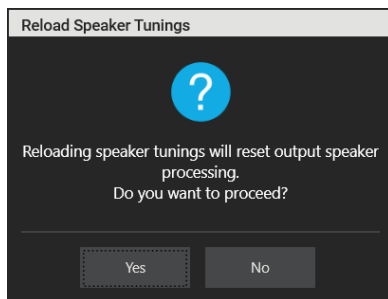 Reload Speaker Tunings
?
Reloading speaker tunings will reset output speaker
processing.
Do you want to proceed?
Yes
No